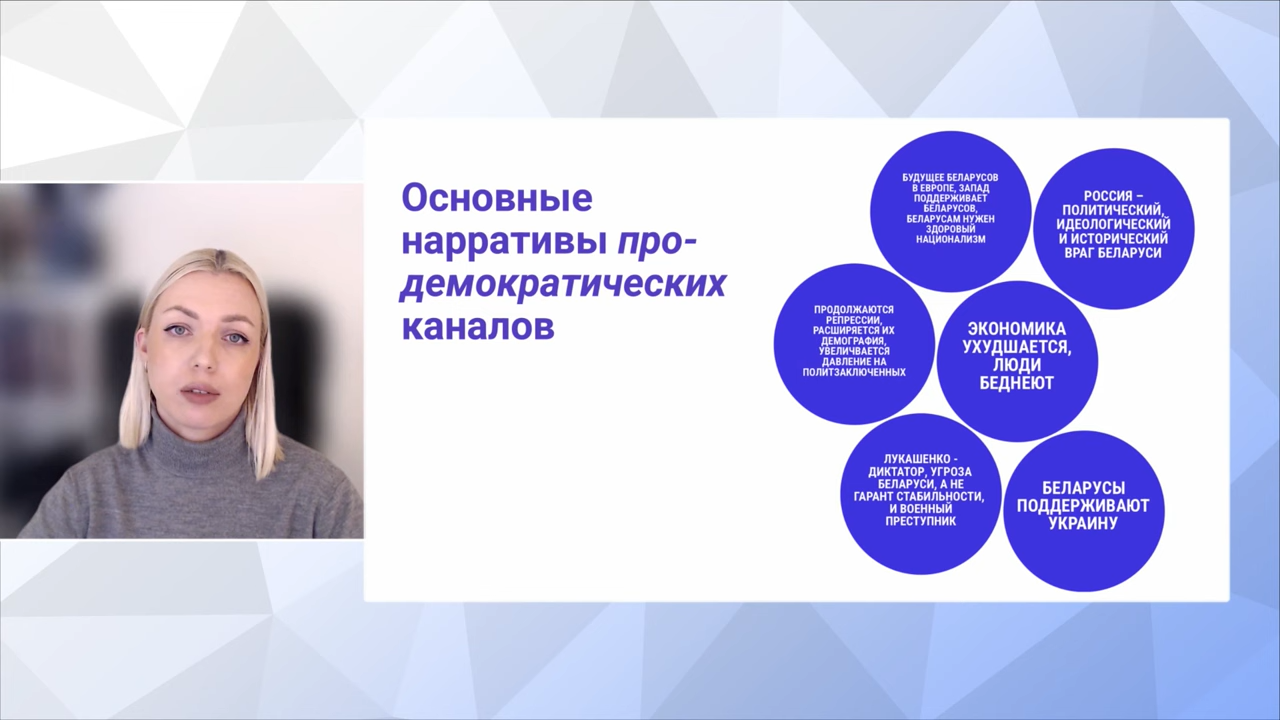 Основные
нарративы про-
демократических
каналов
БУДУЩЕЕ БЕЛАРУСОВ
В ЕВРОПЕ, ЗАПАД
ПОДДЕРЖИВАЕТ
БЕЛАРУСОВ,
БЕЛАРУСАМ НУЖЕН
ЗДОРОВЫЙ
НАЦИОНАЛИЗМ
РОССИЯ –
ПОЛИТИЧЕСКИЙ,
ИДЕОЛОГИЧЕСКИЙ
И ИСТОРИЧЕСКИЙ
ВРАГ БЕЛАРУСИ
ПРОДОЛЖАЮТСЯ
РЕПРЕССИИ,
РАСШИРЯЕТСЯ ИХ
ДЕМОГРАФИЯ,
УВЕЛИЧВАЕТСЯ
ДАВЛЕНИЕ НА
ПОЛИТЗАКЛЮЧЕННЫХ
ЭКОНОМИКА
УХУДШАЕТСЯ,
ЛЮДИ
БЕДНЕЮТ
ЛУКАШЕНКО -
ДИКТАТОР, УГРОЗА
БЕЛАРУСИ, А НЕ
ГАРАНТ СТАБИЛЬНОСТИ,
И ВОЕННЫЙ
ПРЕСТУПНИК
БЕЛАРУСЫ
ПОДДЕРЖИВАЮТ
УКРАИНУ